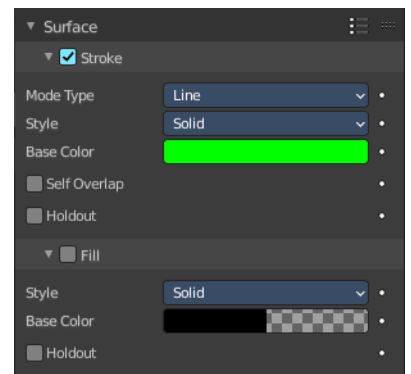 Surface
Stroke
Mode Type Line
Style Solid
Base Color
Self Overlap
Holdout
Fill
Style Solid
Base Color
Holdout